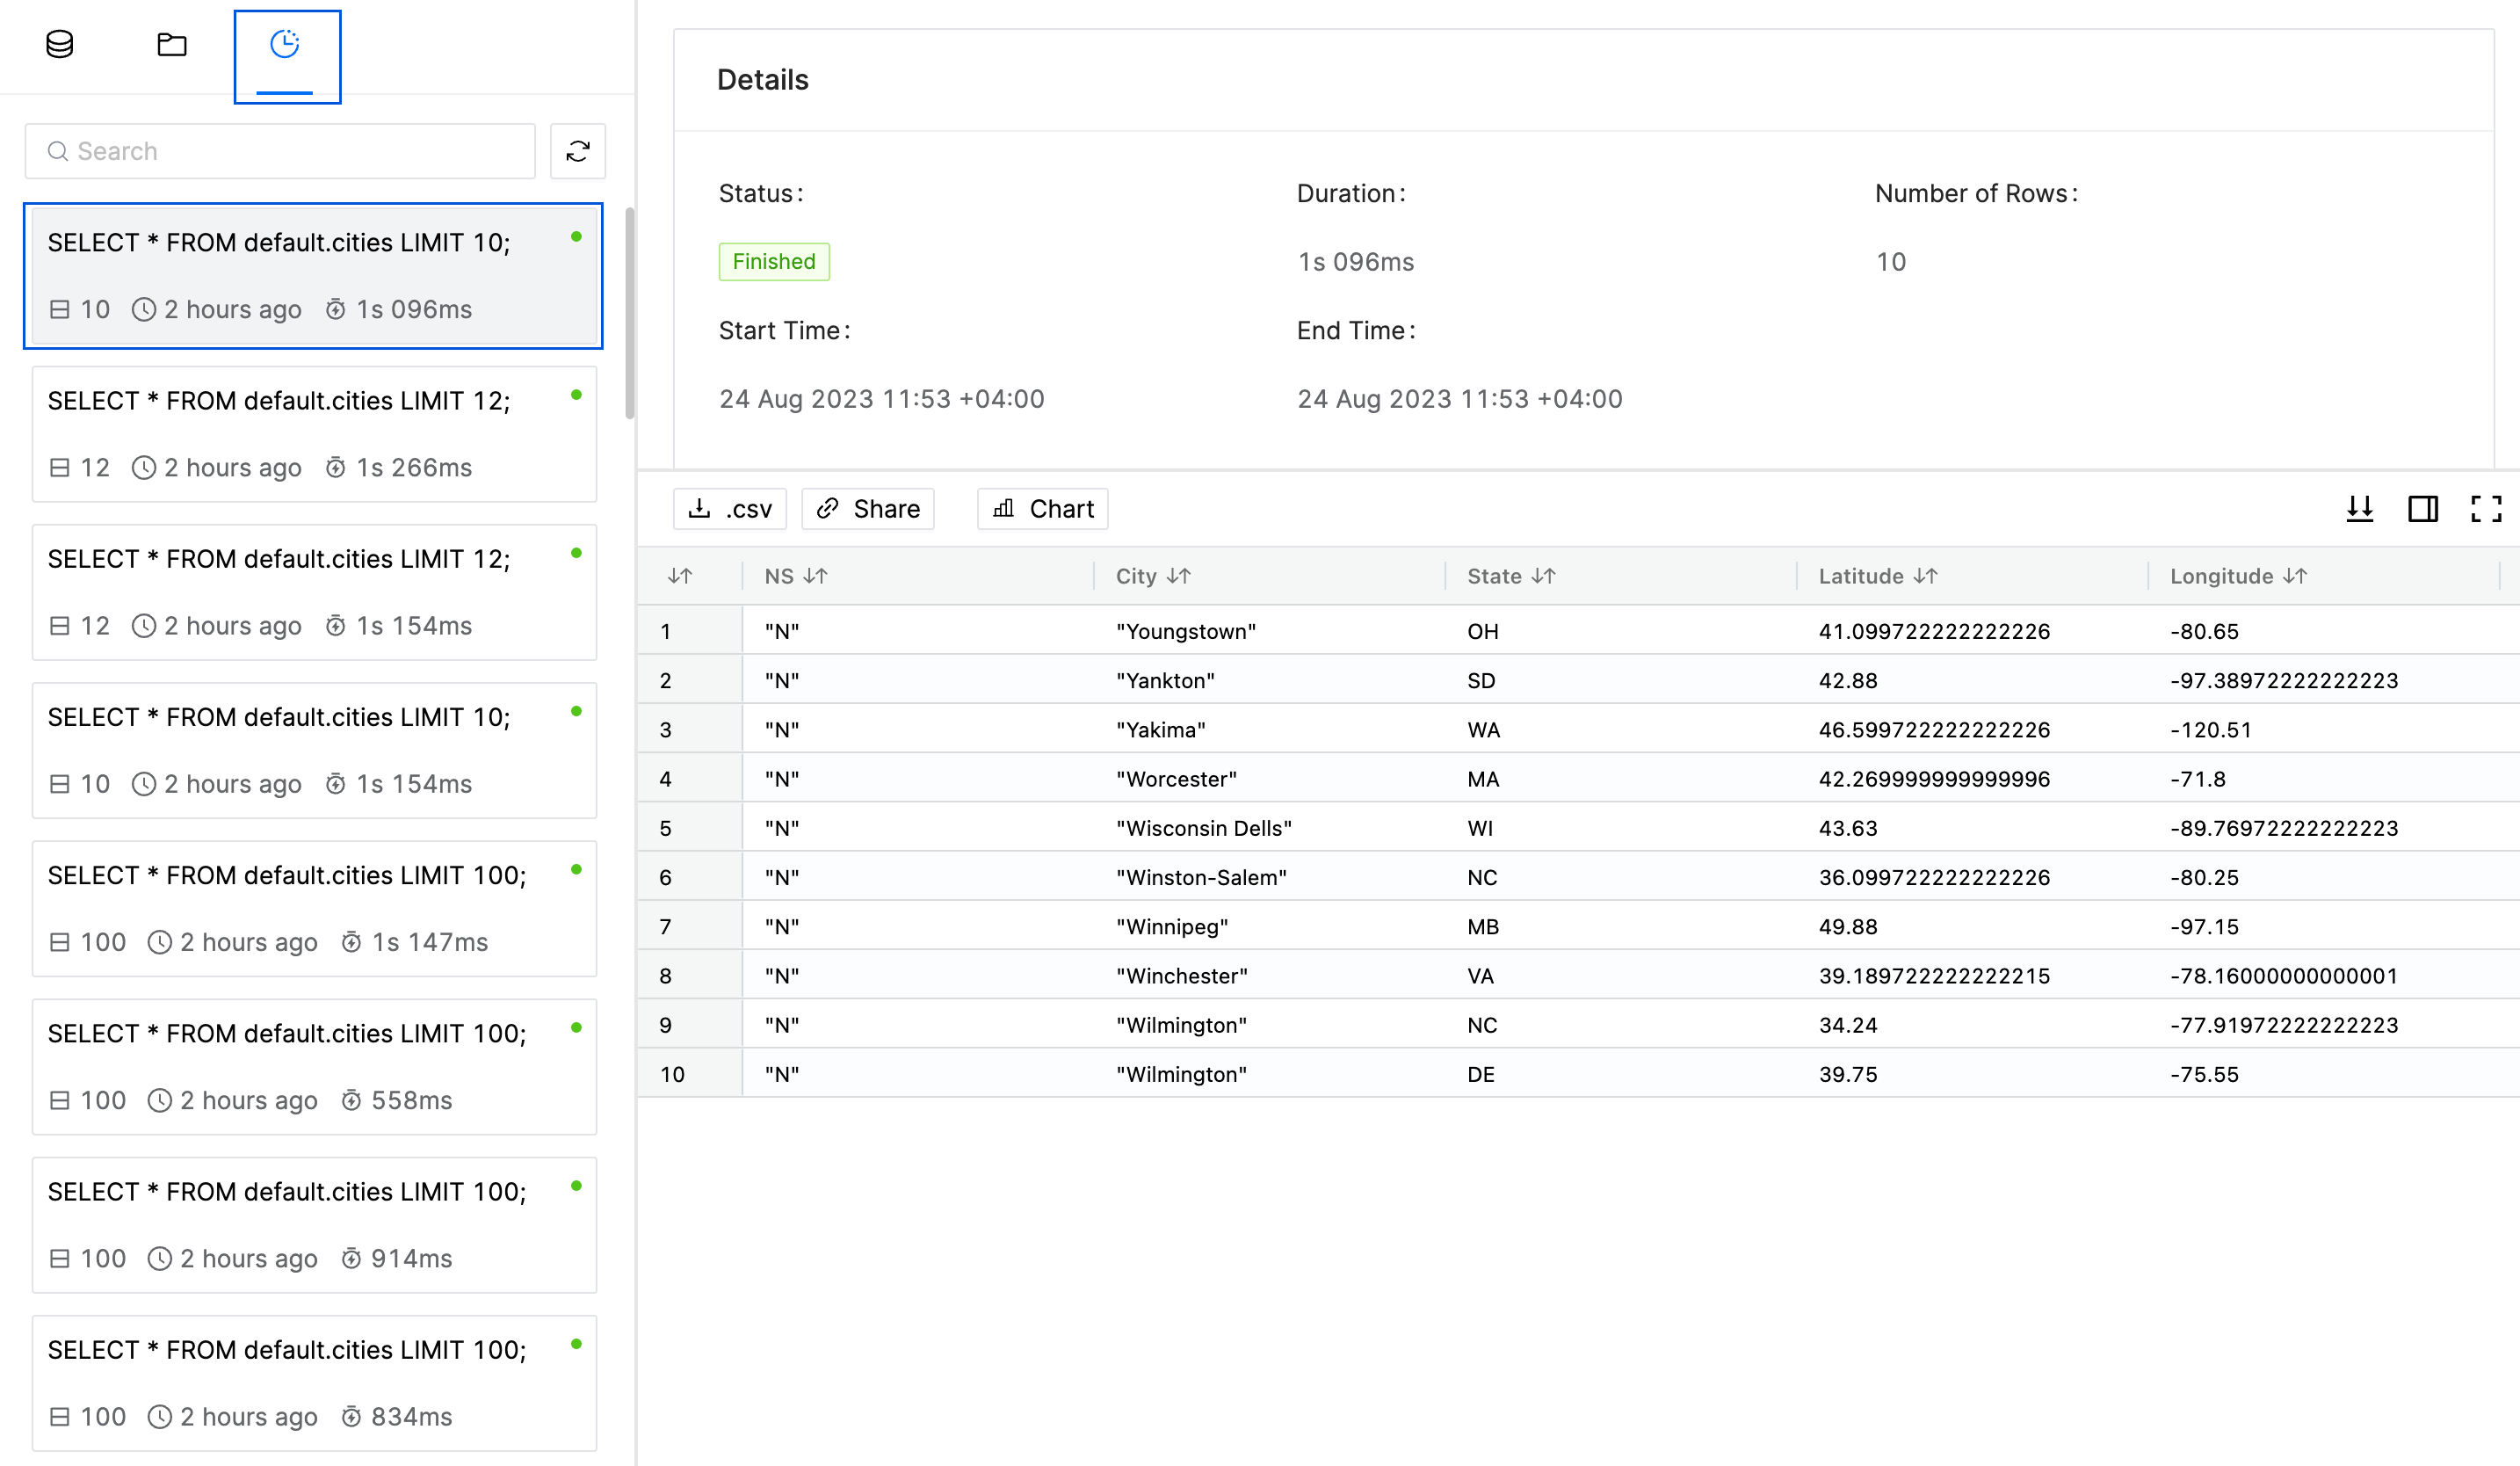 Search
SELECT * FROM default.cities LIMIT 10;
10 2 hours ago 1s 096ms
SELECT * FROM default.cities LIMIT 12;
12 2 hours ago 1s 266ms
SELECT * FROM default.cities LIMIT 12;
12 2 hours ago 1s 154ms
SELECT * FROM default.cities LIMIT 10;
10 2 hours ago 1s 154ms
SELECT * FROM default.cities LIMIT 100;
100 2 hours ago 1s 147ms
SELECT * FROM default.cities LIMIT 100;
100 2 hours ago 558ms
SELECT * FROM default.cities LIMIT 100;
100 2 hours ago 914ms
SELECT * FROM default.cities LIMIT 100;
100 2 hours ago 834ms
Details
Status: Duration: Number of Rows:
Finished 1s 096ms 10
Start Time: End Time:
24 Aug 2023 11:53 +04:00 24 Aug 2023 11:53 +04:00
.csv Share Chart
NS City State Latitude Longitude
1 "N" "Youngstown" OH 41.099722222222226 -80.65
2 "N" "Yankton" SD 42.88 -97.38972222222223
3 "N" "Yakima" WA 46.599722222222226 -120.51
4 "N" "Worcester" MA 42.269999999999996 -71.8
5 "N" "Wisconsin Dells" WI 43.63 -89.76972222222223
6 "N" "Winston-Salem" NC 36.099722222222226 -80.25
7 "N" "Winnipeg" MB 49.88 -97.15
8 "N" "Winchester" VA 39.189722222222215 -78.16000000000001
9 "N" "Wilmington" NC 34.24 -77.91972222222223
10 "N" "Wilmington" DE 39.75 -75.55